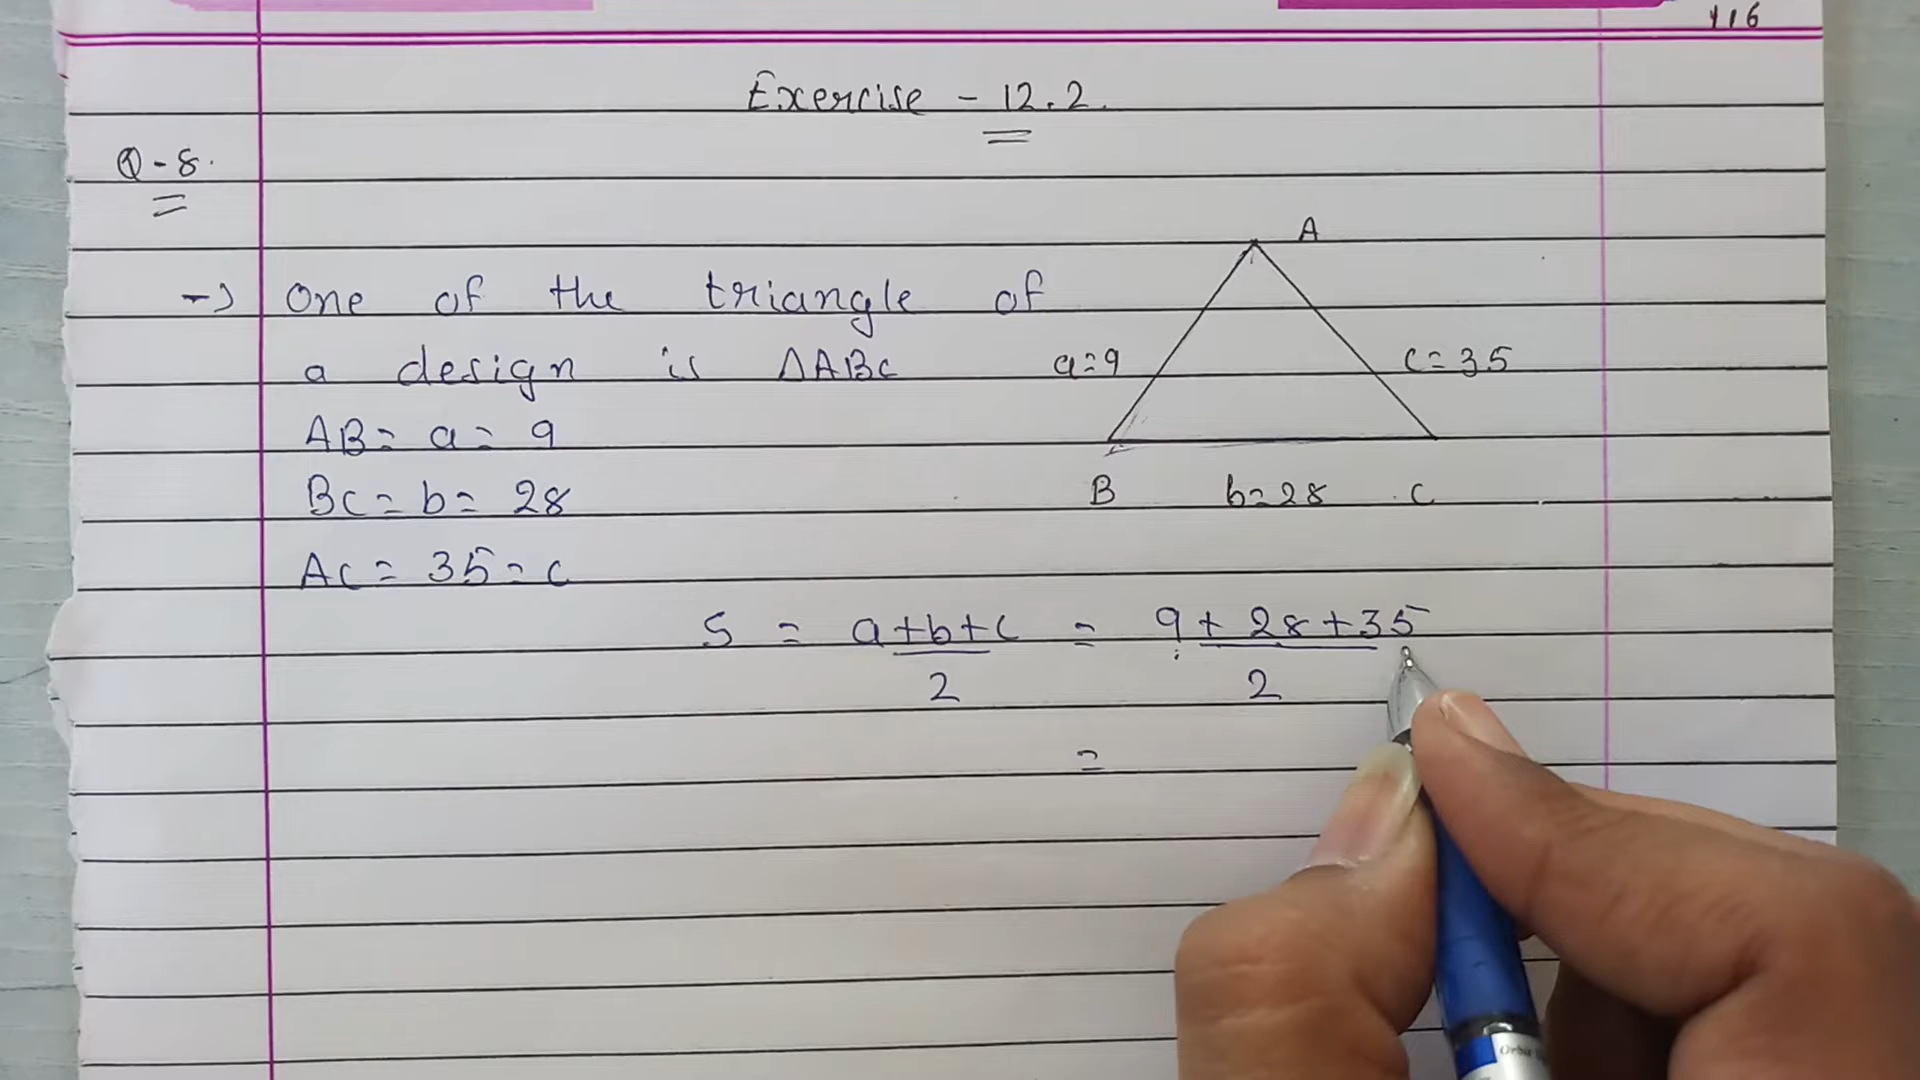 116
Exercise - 12.2.
Q-8.
→ One of the triangle of
a design is ΔABC
AB = a = 9
BC = b = 28
AC = 35 = C
A
a = 9
C = 35
B
b = 28
C
S = a+b+c = 9 + 28 + 35
2 2
=